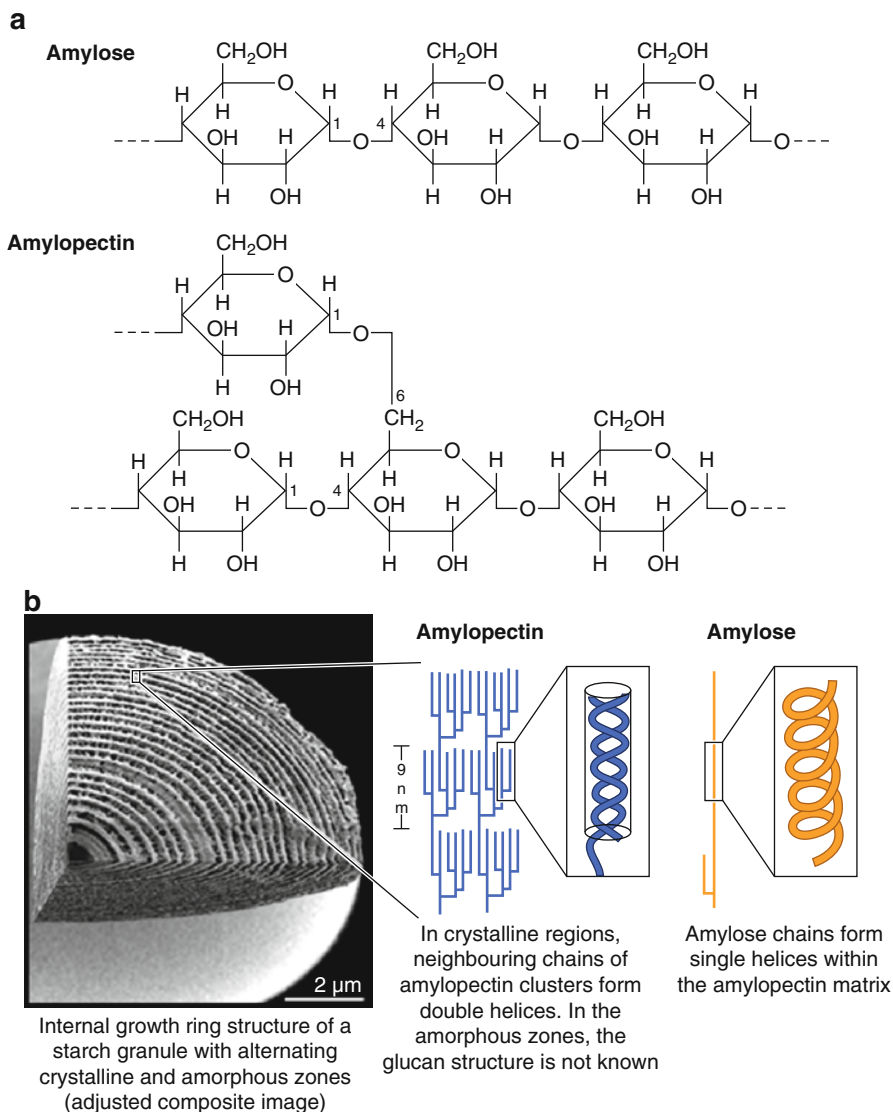 a
Amylose
CH2OH CH2OH CH2OH
O O O
H H H H H H
H H H
OH H 1 4 OH H OH H
O O O
H OH H OH H OH
Amylopectin
CH2OH
O
H H
H
OH H 1
O
H OH
6
CH2OH CH2 CH2OH
O O O
H H H H H H
H H H
OH H 1 4 OH H OH H
O O O
H OH H OH H OH
b
Amylopectin
Amylose
9 nm
2 µm
Internal growth ring structure of a
starch granule with alternating
crystalline and amorphous zones
(adjusted composite image)
In crystalline regions,
neighbouring chains of
amylopectin clusters form
double helices. In the
amorphous zones, the
glucan structure is not known
Amylose chains form
single helices within
the amylopectin matrix